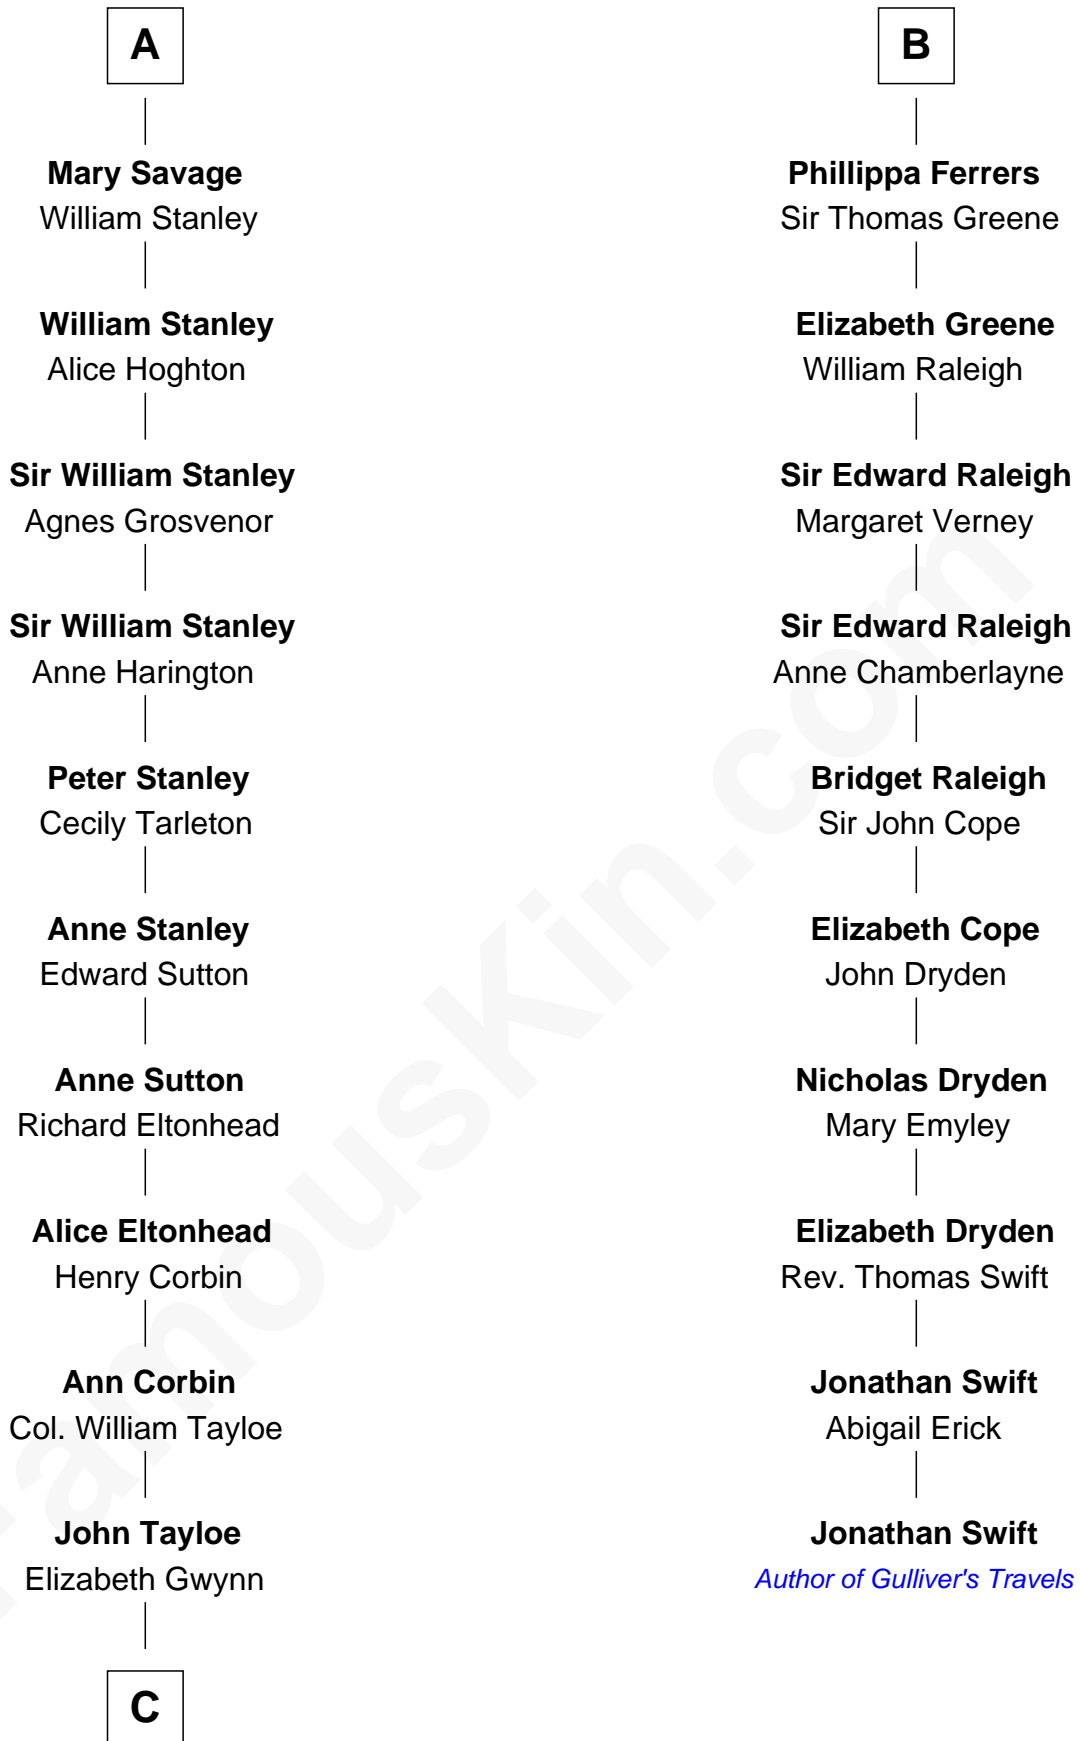 A
Mary Savage
William Stanley
William Stanley
Alice Hoghton
Sir William Stanley
Agnes Grosvenor
Sir William Stanley
Anne Harington
Peter Stanley
Cecily Tarleton
Anne Stanley
Edward Sutton
Anne Sutton
Richard Eltonhead
Alice Eltonhead
Henry Corbin
Ann Corbin
Col. William Tayloe
John Tayloe
Elizabeth Gwynn
C
B
Phillippa Ferrers
Sir Thomas Greene
Elizabeth Greene
William Raleigh
Sir Edward Raleigh
Margaret Verney
Sir Edward Raleigh
Anne Chamberlayne
Bridget Raleigh
Sir John Cope
Elizabeth Cope
John Dryden
Nicholas Dryden
Mary Emyley
Elizabeth Dryden
Rev. Thomas Swift
Jonathan Swift
Abigail Erick
Jonathan Swift
Author of Gulliver's Travels
FamousKin.com